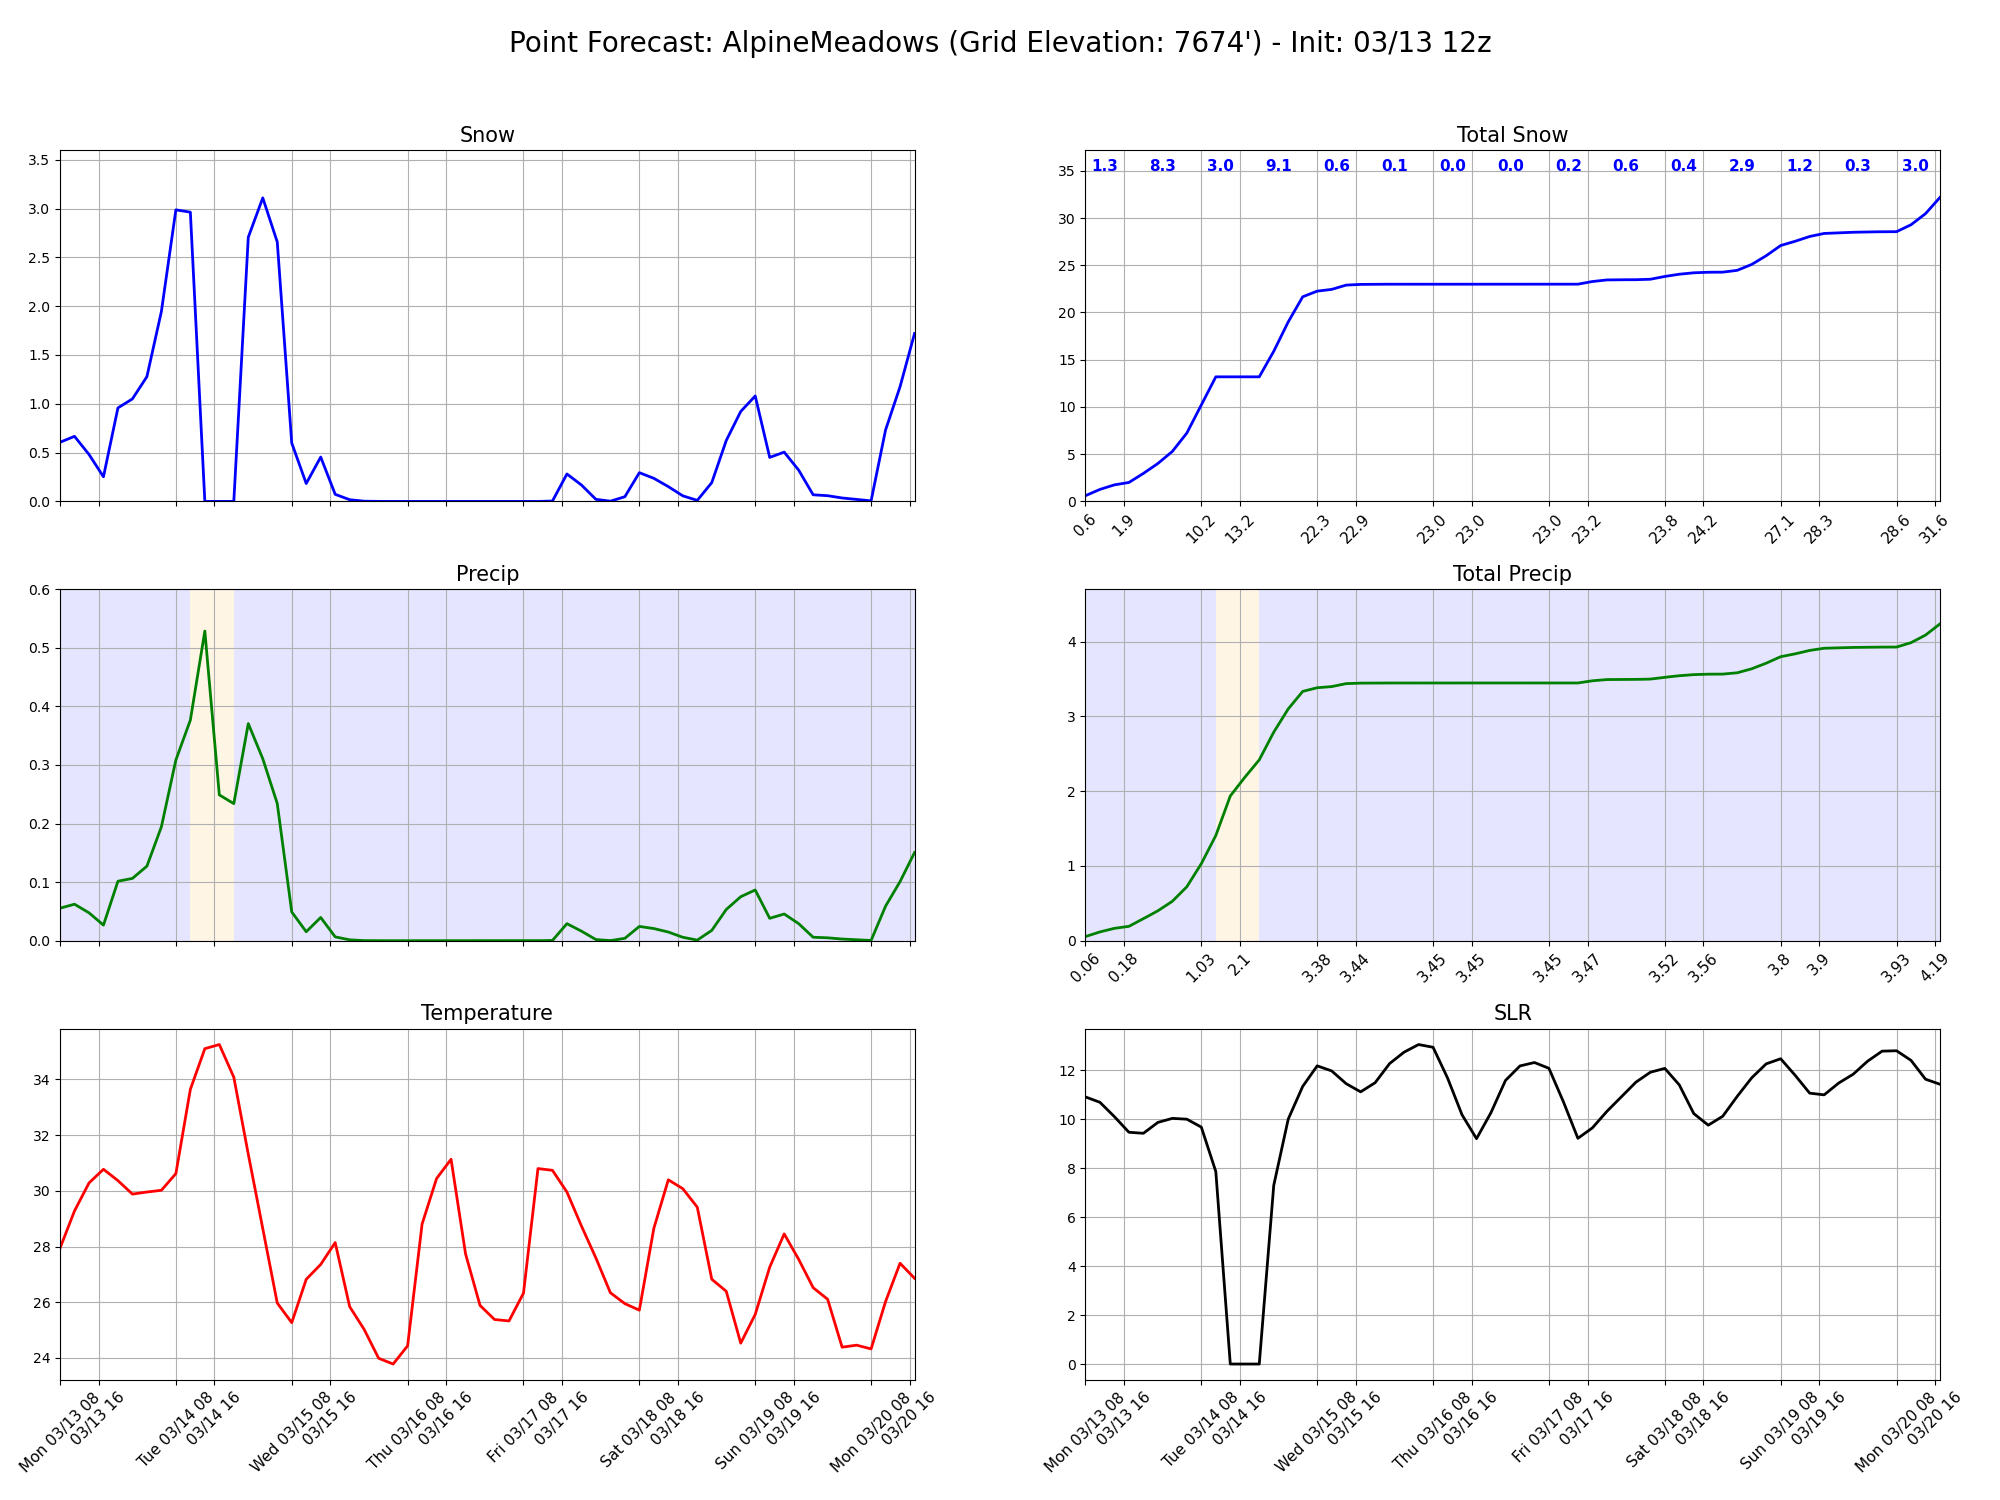 Point Forecast: AlpineMeadows (Grid Elevation: 7674') - Init: 03/13 12z
Snow
3.5
3.0
2.5
2.0
1.5
1.0
0.5
0.0
Total Snow
1.3 8.3 3.0 9.1 0.6 0.1 0.0 0.0 0.2 0.6 0.4 2.9 1.2 0.3 3.0
35
30
25
20
15
10
5
0
0.6 1.9 10.2 13.2 22.3 22.9 23.0 23.0 23.0 23.2 23.8 24.2 27.1 28.3 28.6 31.6
Precip
0.6
0.5
0.4
0.3
0.2
0.1
0.0
Total Precip
4
3
2
1
0
0.06 0.18 1.03 2.1 3.38 3.44 3.45 3.45 3.45 3.47 3.52 3.56 3.8 3.9 3.93 4.19
Temperature
34
32
30
28
26
24
Mon 03/13 08
03/13 16
Tue 03/14 08
03/14 16
Wed 03/15 08
03/15 16
Thu 03/16 08
03/16 16
Fri 03/17 08
03/17 16
Sat 03/18 08
03/18 16
Sun 03/19 08
03/19 16
Mon 03/20 08
03/20 16
SLR
12
10
8
6
4
2
0
Mon 03/13 08
03/13 16
Tue 03/14 08
03/14 16
Wed 03/15 08
03/15 16
Thu 03/16 08
03/16 16
Fri 03/17 08
03/17 16
Sat 03/18 08
03/18 16
Sun 03/19 08
03/19 16
Mon 03/20 08
03/20 16